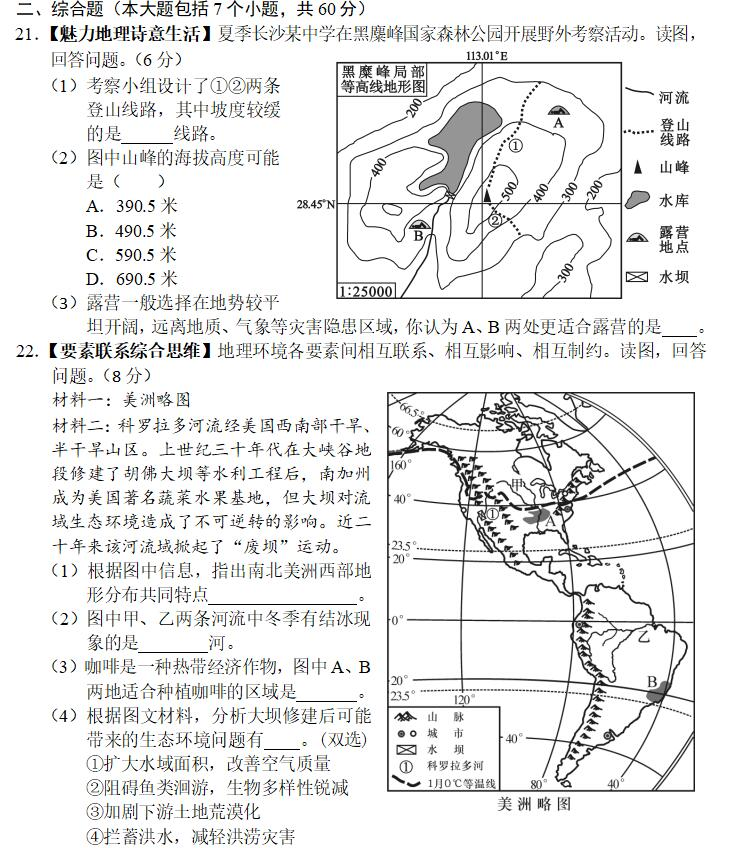 二、综合题（本大题包括 7 个小题，共 60 分）
21.【魅力地理诗意生活】夏季长沙某中学在黑麋峰国家森林公园开展野外考察活动。读图，
回答问题。（6 分）
（1）考察小组设计了①②两条
登山线路，其中坡度较缓
的是______线路。
（2）图中山峰的海拔高度可能
是（　　）
A．390.5 米
B．490.5 米
C．590.5 米
D．690.5 米
（3）露营一般选择在地势较平
坦开阔，远离地质、气象等灾害隐患区域，你认为 A、B 两处更适合露营的是____。
113.01°E
黑麋峰局部
等高线地形图
200
A
①
400
500
400
300
200
28.45°N
②
B
300
1:25000
河流
登山
线路
山峰
水库
露营
地点
水坝
22.【要素联系综合思维】地理环境各要素间相互联系、相互影响、相互制约。读图，回答
问题。（8 分）
材料一：美洲略图
材料二：科罗拉多河流经美国西南部干旱、
半干旱山区。上世纪三十年代在大峡谷地
段修建了胡佛大坝等水利工程后，南加州
成为美国著名蔬菜水果基地，但大坝对流
域生态环境造成了不可逆转的影响。近二
十年来该河流域掀起了“废坝”运动。
（1）根据图中信息，指出南北美洲西部地
形分布共同特点________________。
（2）图中甲、乙两条河流中冬季有结冰现
象的是________河。
（3）咖啡是一种热带经济作物，图中 A、B
两地适合种植咖啡的区域是_______。
（4）根据图文材料，分析大坝修建后可能
带来的生态环境问题有____。（双选）
①扩大水域面积，改善空气质量
②阻碍鱼类洄游，生物多样性锐减
③加剧下游土地荒漠化
④拦蓄洪水，减轻洪涝灾害
66.5°
60°
160°
甲
40°
①
A
23.5°
20°
0°
乙
20°
B
23.5°
120°
山　脉
城　市
水　坝
① 科罗拉多河
1月0℃等温线
40°
80°
40°
美洲略图